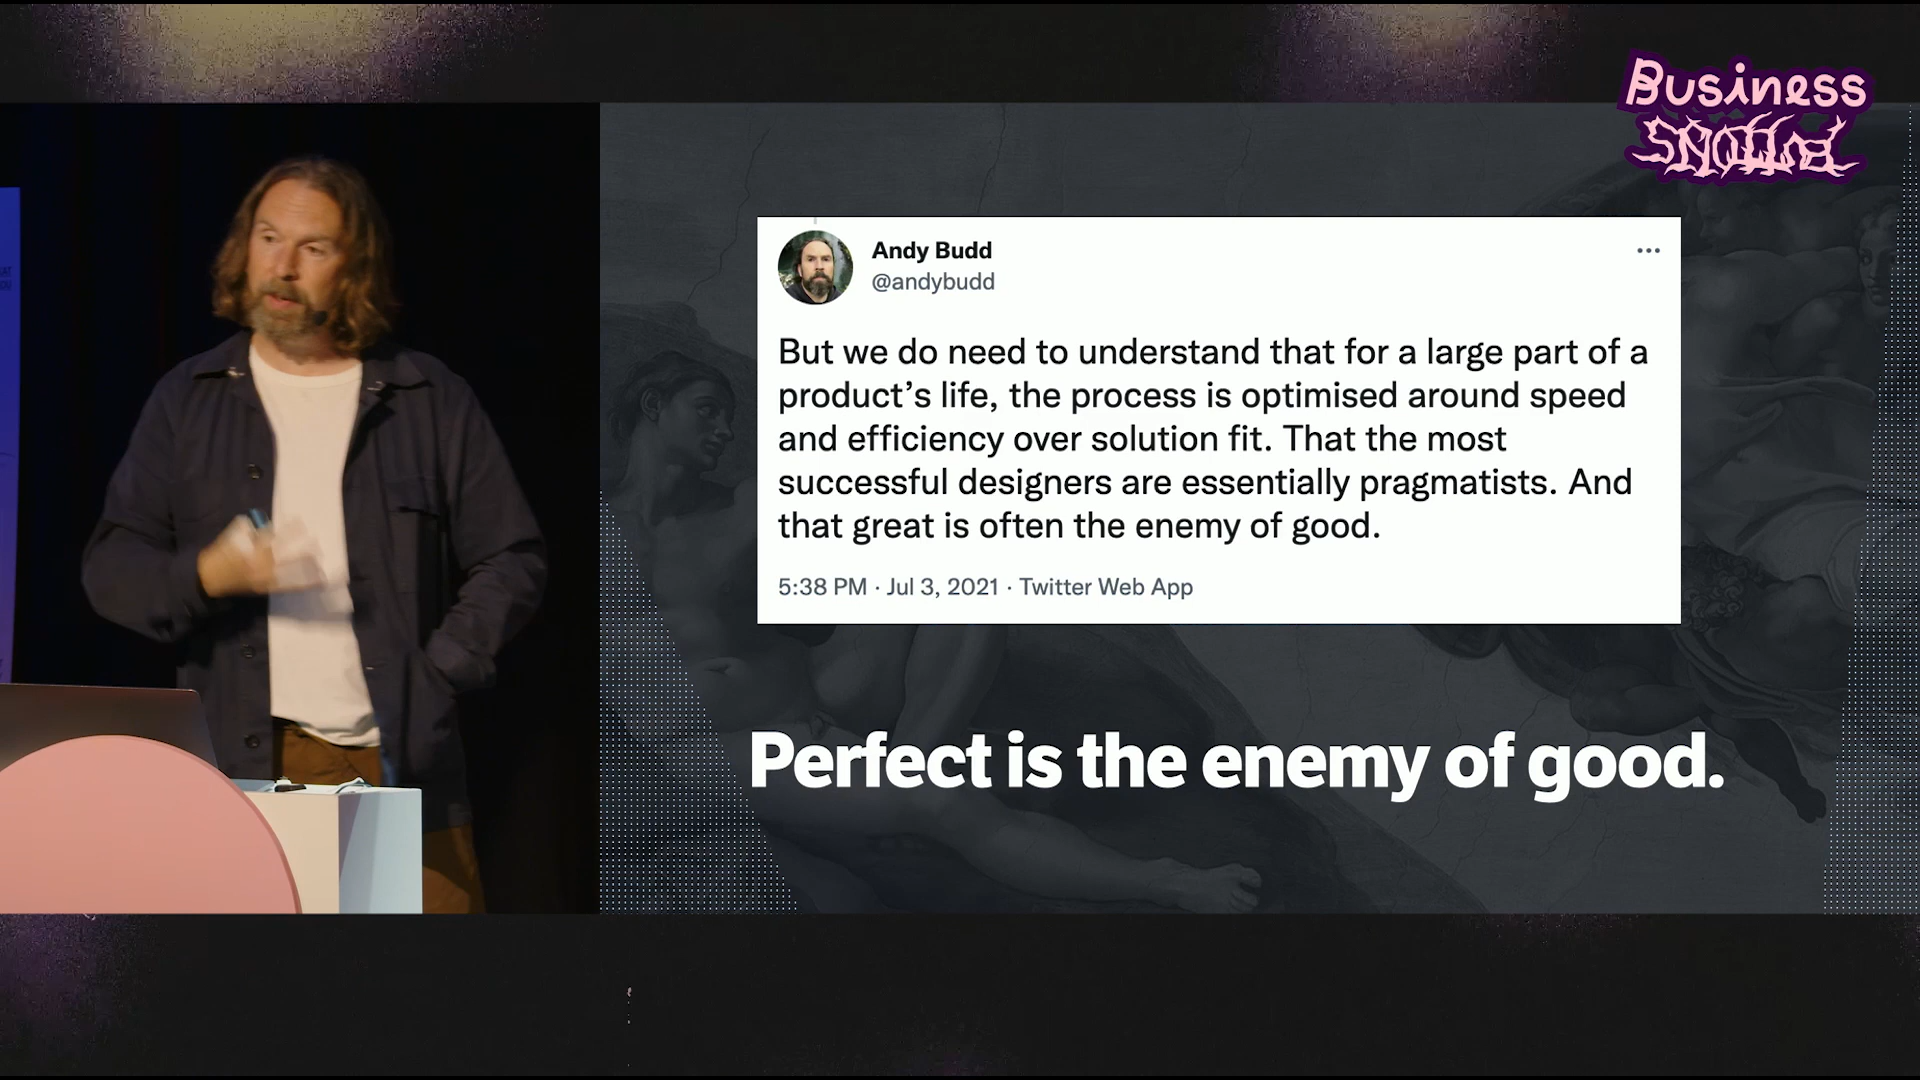 Business
Andy Budd
@andybudd
But we do need to understand that for a large part of a
product’s life, the process is optimised around speed
and efficiency over solution fit. That the most
successful designers are essentially pragmatists. And
that great is often the enemy of good.
5:38 PM · Jul 3, 2021 · Twitter Web App
Perfect is the enemy of good.